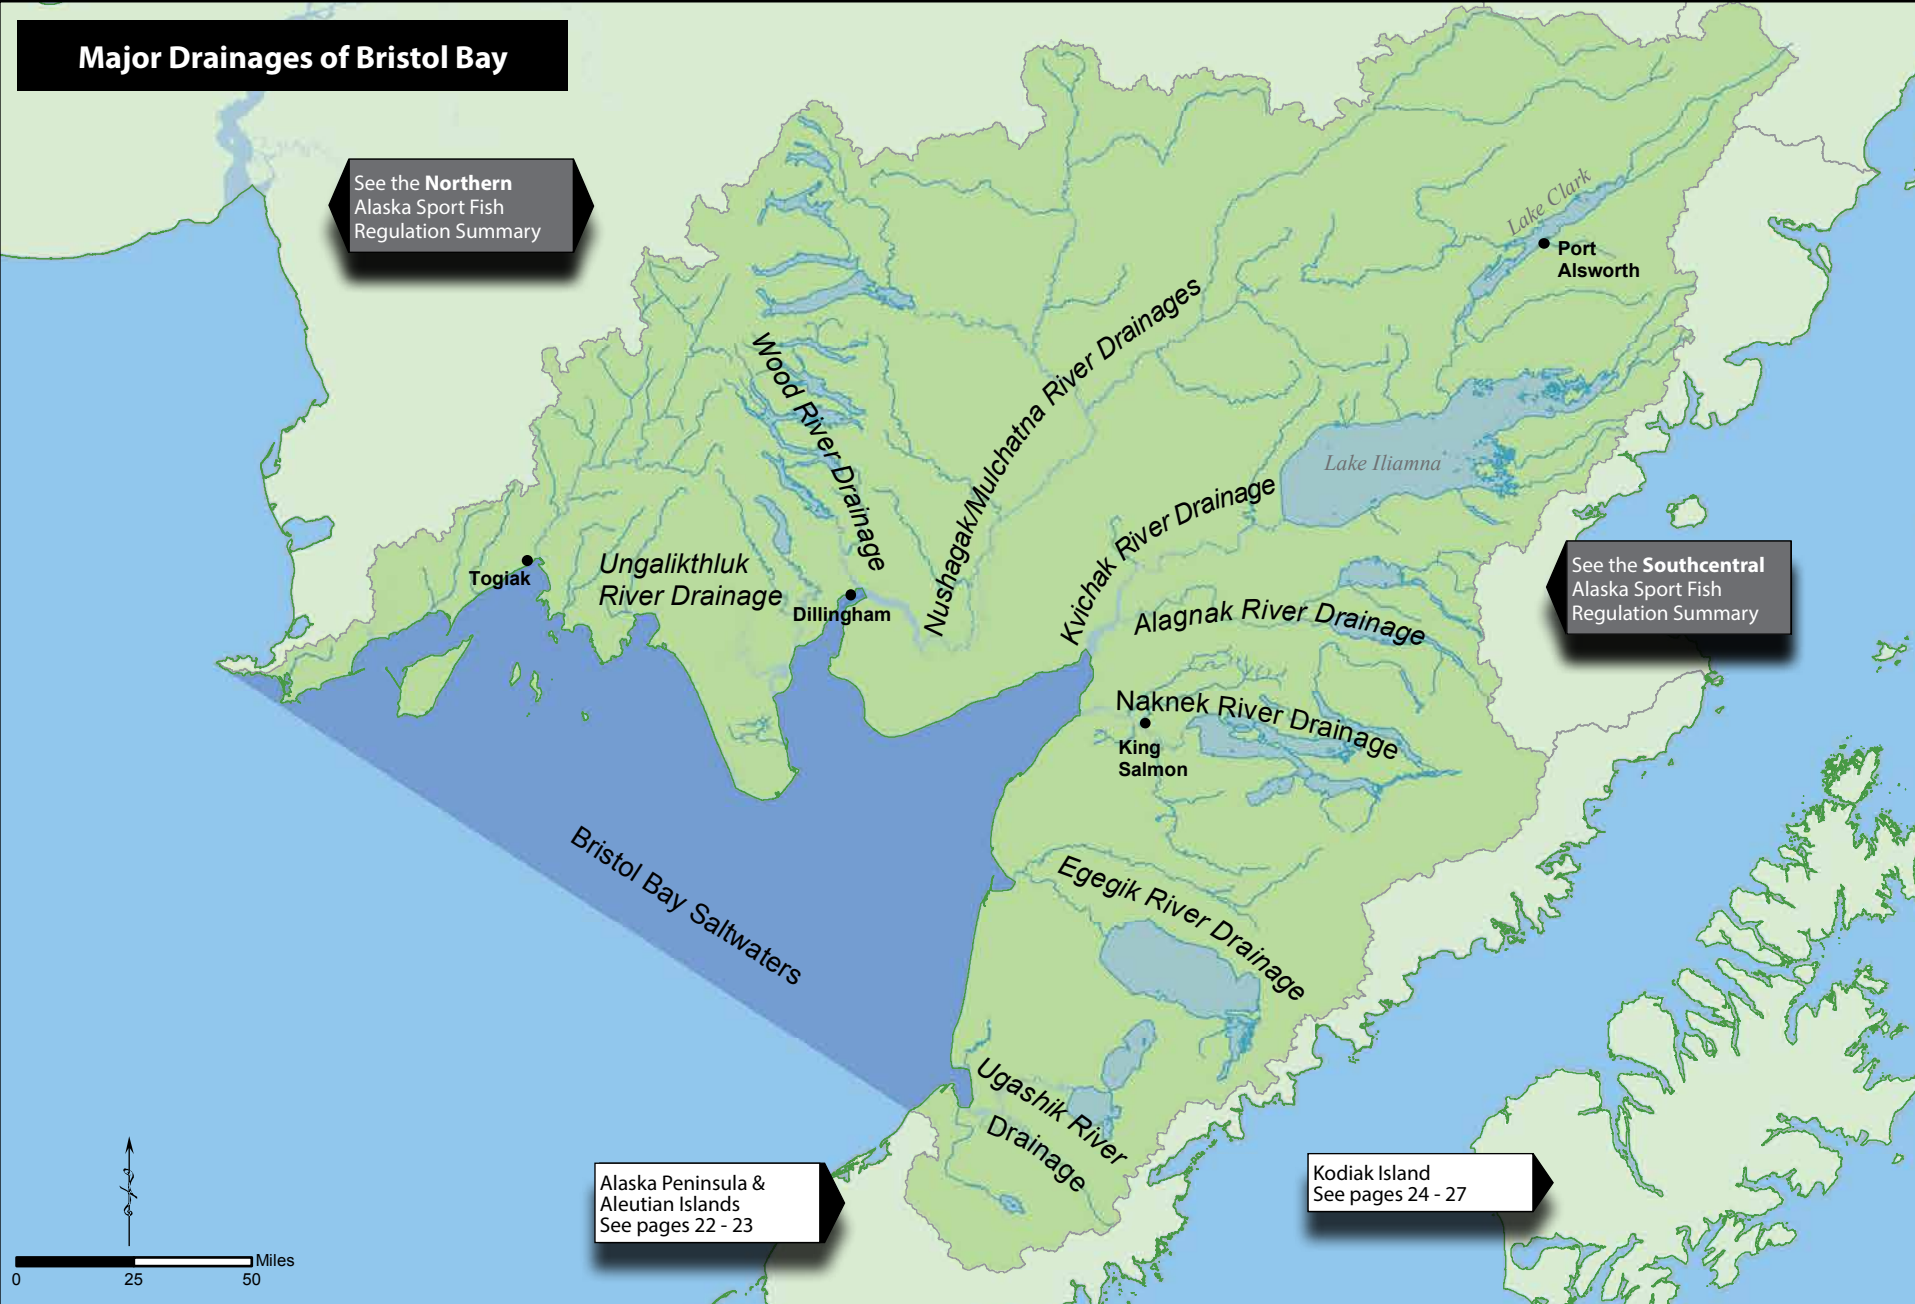 Major Drainages of Bristol Bay
See the Northern
Alaska Sport Fish
Regulation Summary
Lake Clark
Port
Alsworth
Wood River Drainage
Nushagak/Mulchatna River Drainages
Lake Iliamna
Kvichak River Drainage
Togiak
Ungalikthluk
River Drainage
Dillingham
See the Southcentral
Alaska Sport Fish
Regulation Summary
Alagnak River Drainage
Naknek River Drainage
King
Salmon
Bristol Bay Saltwaters
Egegik River Drainage
Ugashik River
Drainage
Alaska Peninsula &
Aleutian Islands
See pages 22 - 23
Kodiak Island
See pages 24 - 27
Miles
0 25 50